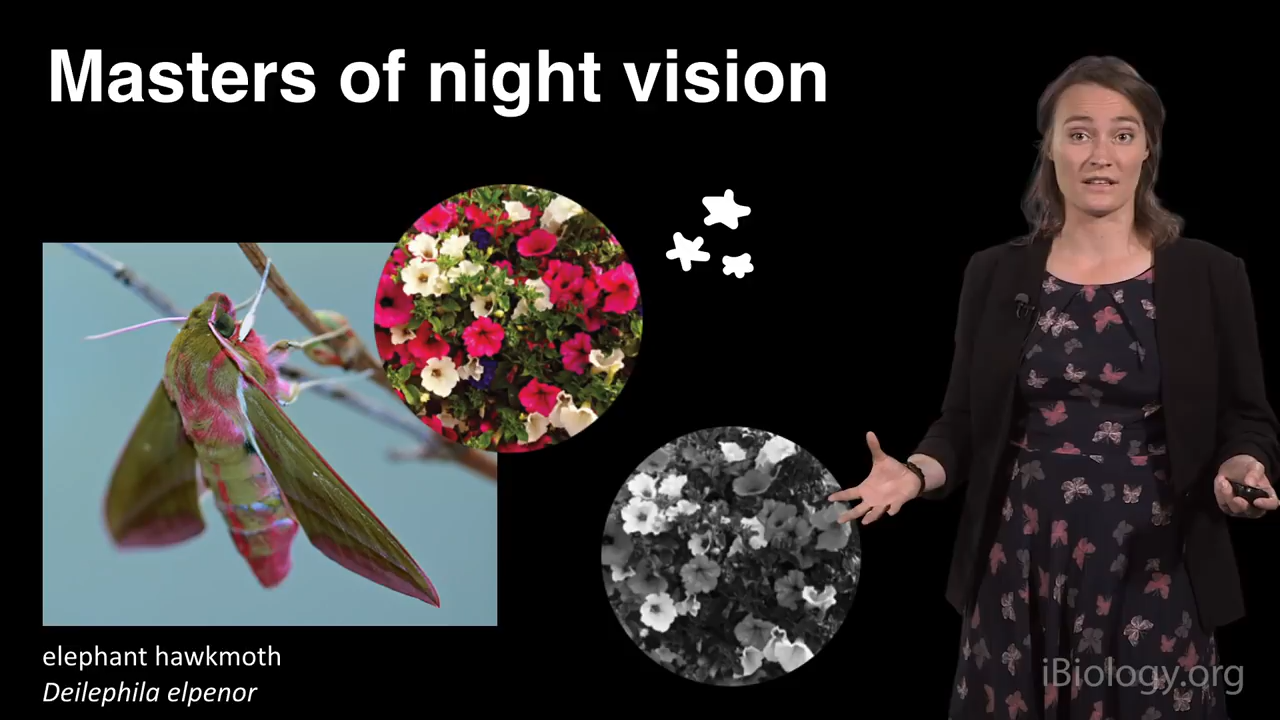 Masters of night vision
elephant hawkmoth
Deilephila elpenor
iBiology.org